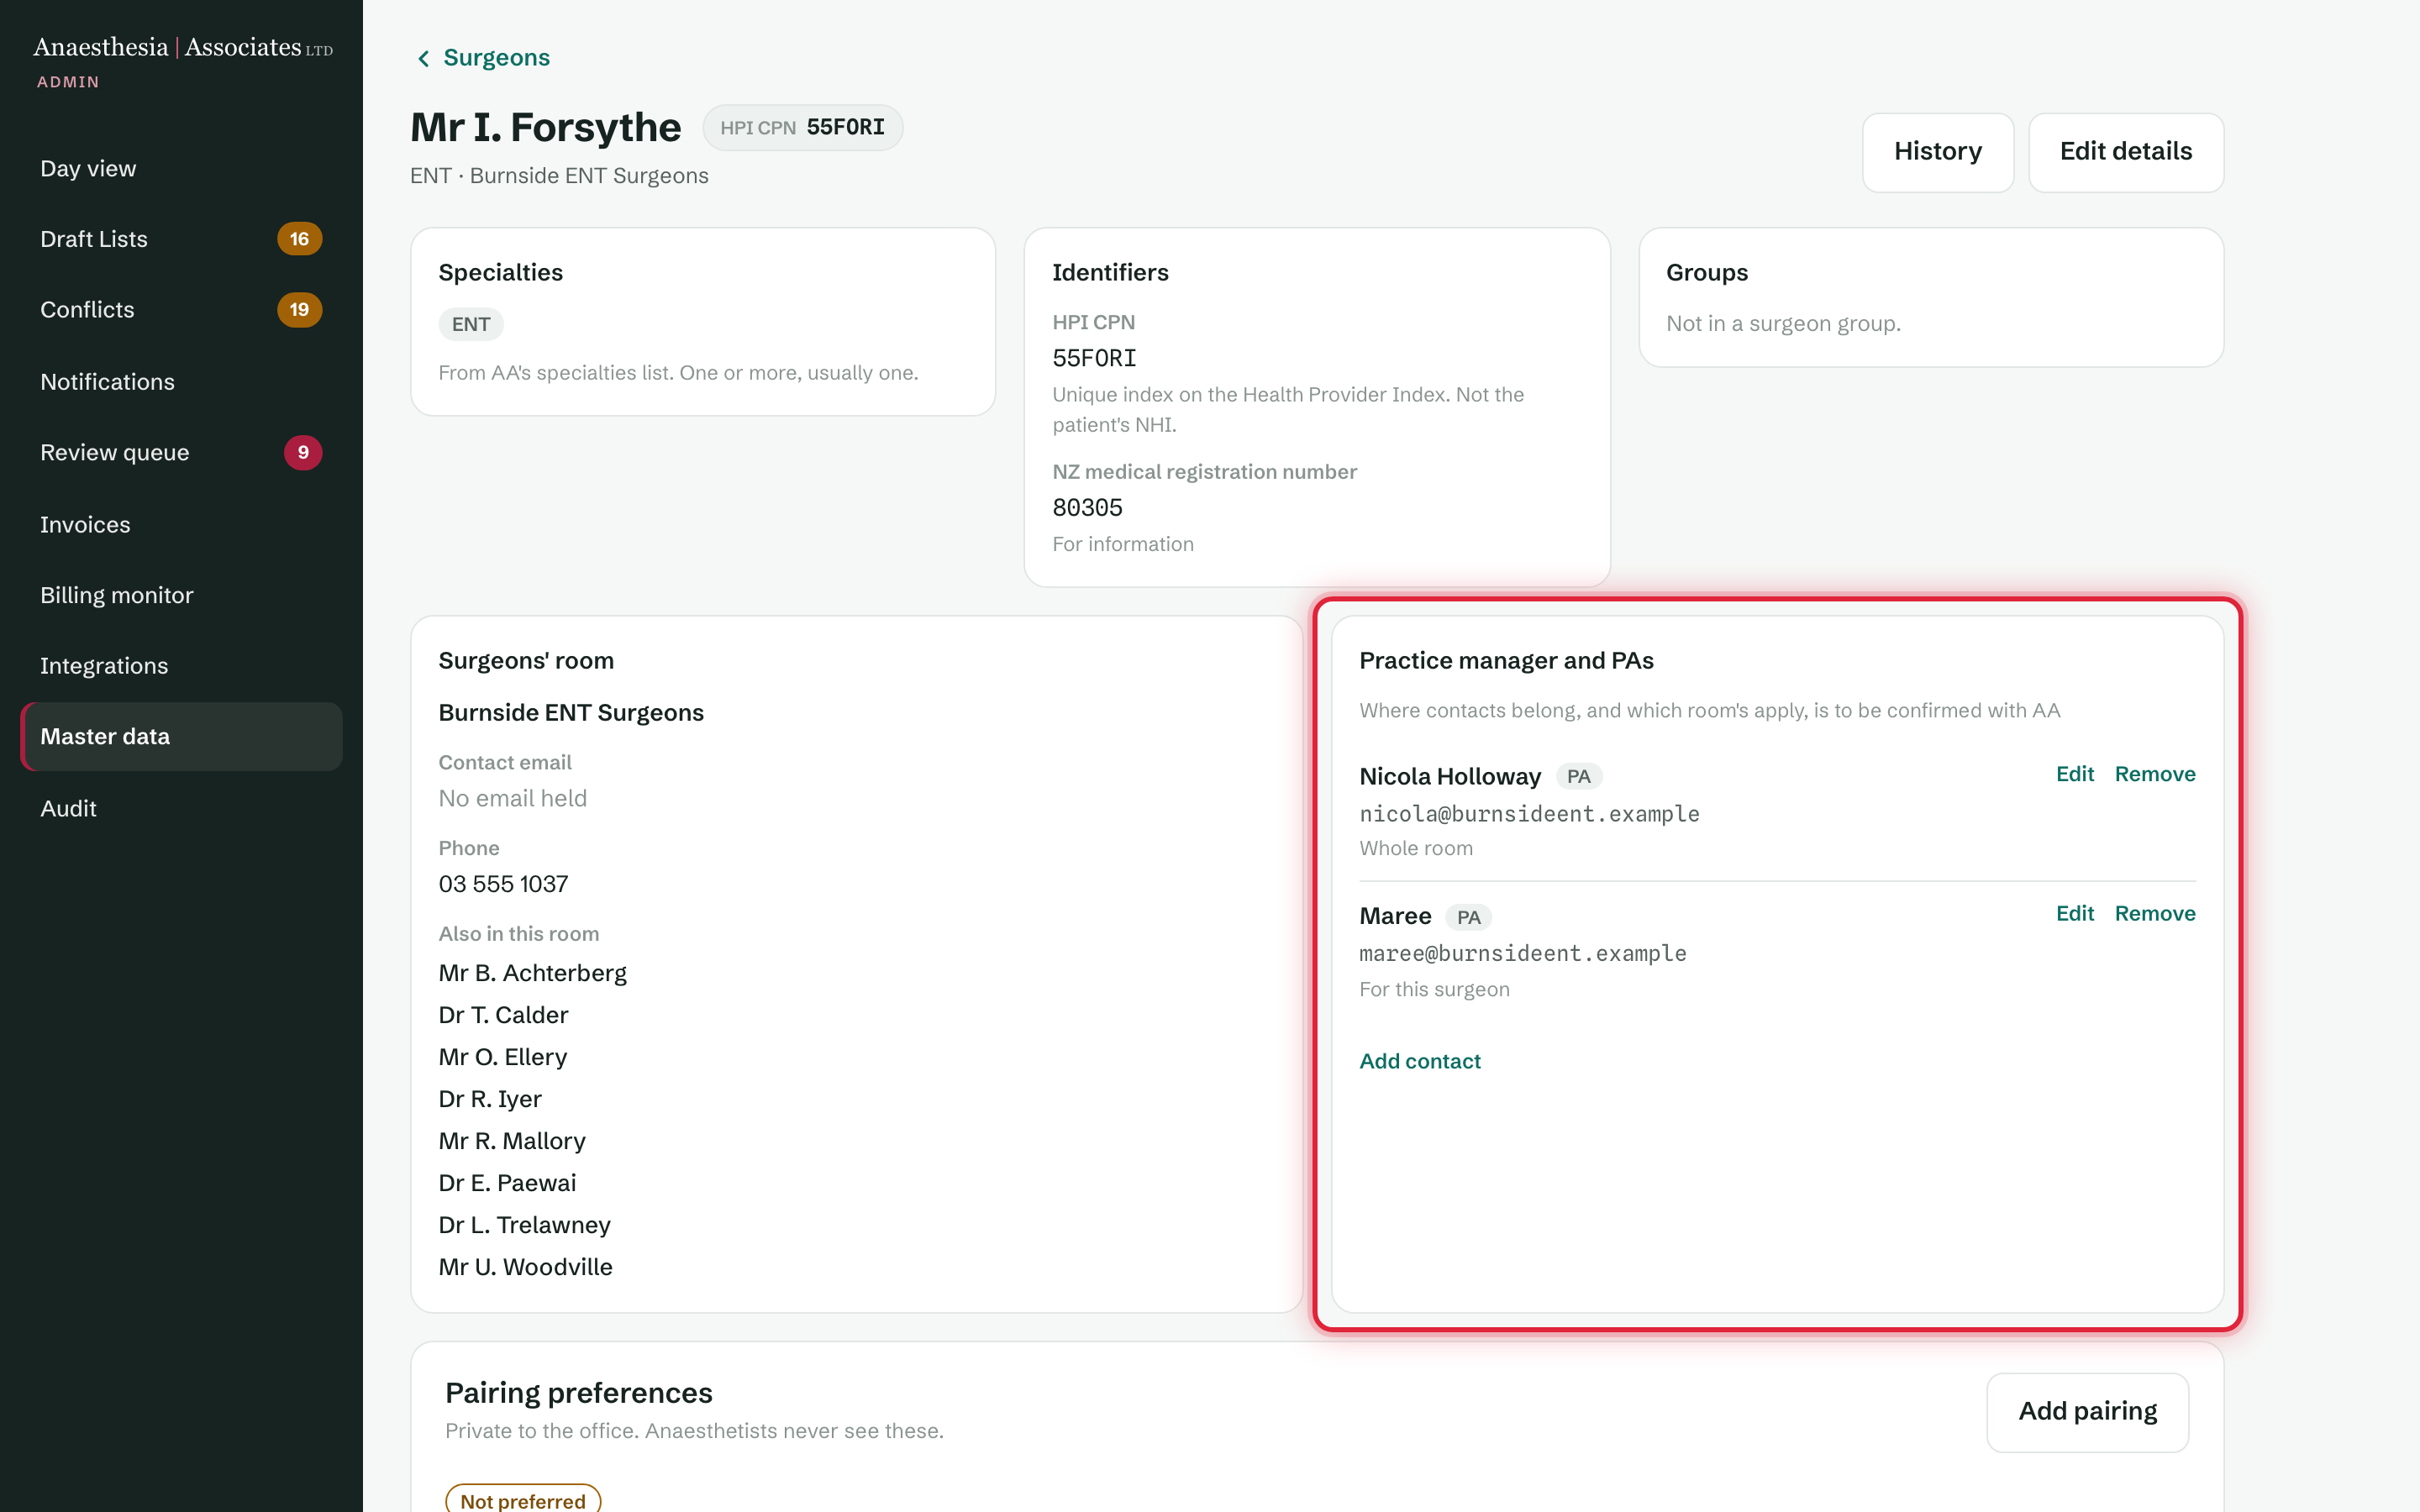 Anaesthesia | Associates LTD
ADMIN
Day view
Draft Lists 16
Conflicts 19
Notifications
Review queue 9
Invoices
Billing monitor
Integrations
Master data
Audit
Surgeons
Mr I. Forsythe HPI CPN 55FORI
ENT · Burnside ENT Surgeons
History
Edit details
Specialties
ENT
From AA's specialties list. One or more, usually one.
Identifiers
HPI CPN
55FORI
Unique index on the Health Provider Index. Not the
patient's NHI.
NZ medical registration number
80305
For information
Groups
Not in a surgeon group.
Surgeons' room
Burnside ENT Surgeons
Contact email
No email held
Phone
03 555 1037
Also in this room
Mr B. Achterberg
Dr T. Calder
Mr O. Ellery
Dr R. Iyer
Mr R. Mallory
Dr E. Paewai
Dr L. Trelawney
Mr U. Woodville
Practice manager and PAs
Where contacts belong, and which room's apply, is to be confirmed with AA
Nicola Holloway PA Edit Remove
nicola@burnsideent.example
Whole room
Maree PA Edit Remove
maree@burnsideent.example
For this surgeon
Add contact
Pairing preferences
Private to the office. Anaesthetists never see these.
Add pairing
Not preferred